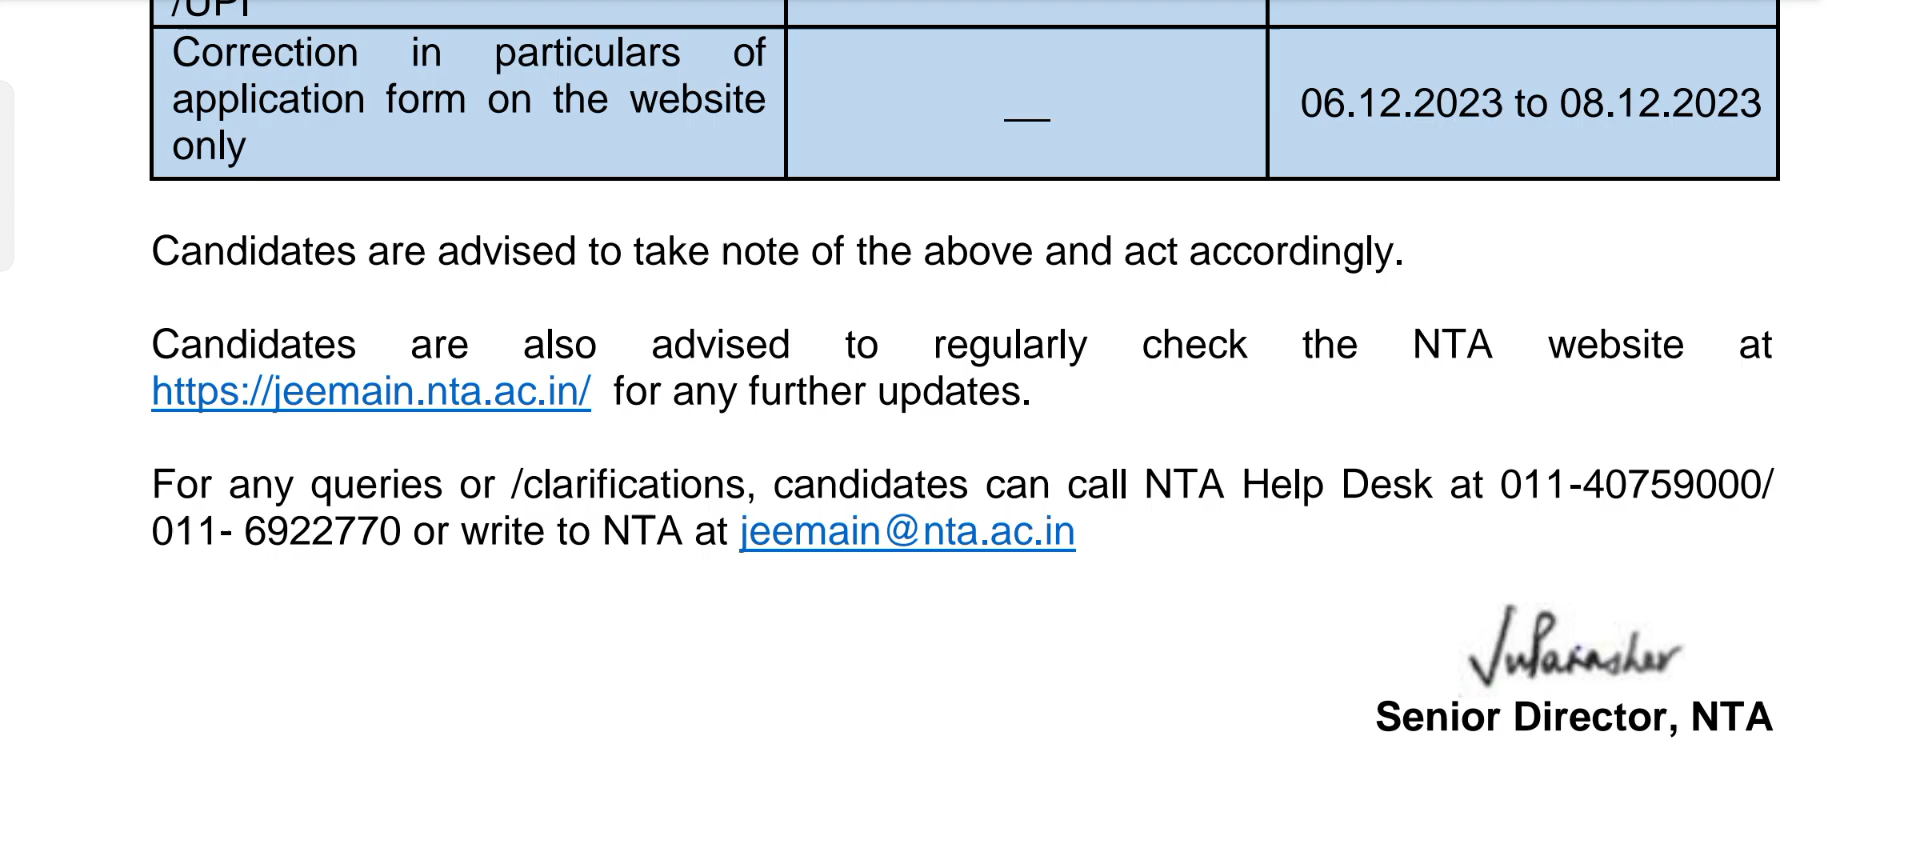 /UPI
Correction in particulars of
application form on the website
only
__
06.12.2023 to 08.12.2023
Candidates are advised to take note of the above and act accordingly.
Candidates are also advised to regularly check the NTA website at
https://jeemain.nta.ac.in/ for any further updates.
For any queries or /clarifications, candidates can call NTA Help Desk at 011-40759000/
011- 6922770 or write to NTA at jeemain@nta.ac.in
Senior Director, NTA